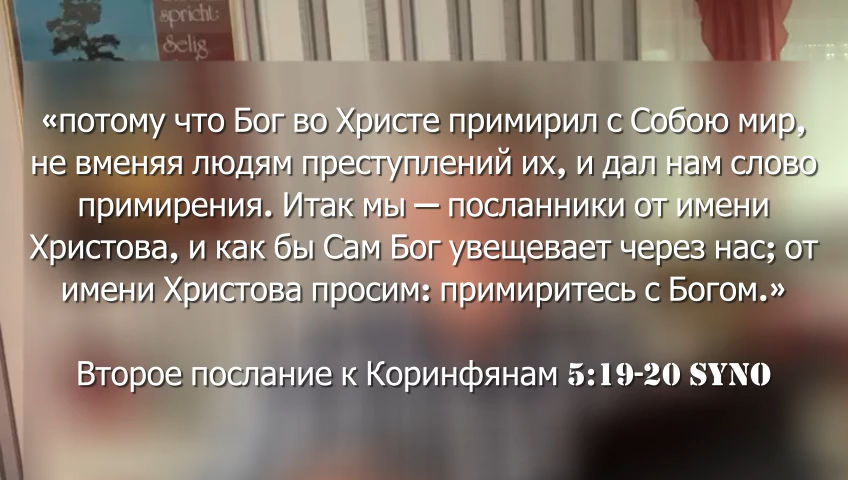 spricht:
Selig
«потому что Бог во Христе примирил с Собою мир,
не вменяя людям преступлений их, и дал нам слово
примирения. Итак мы — посланники от имени
Христова, и как бы Сам Бог увещевает через нас; от
имени Христова просим: примиритесь с Богом.»
Второе послание к Коринфянам 5:19-20 SYNO